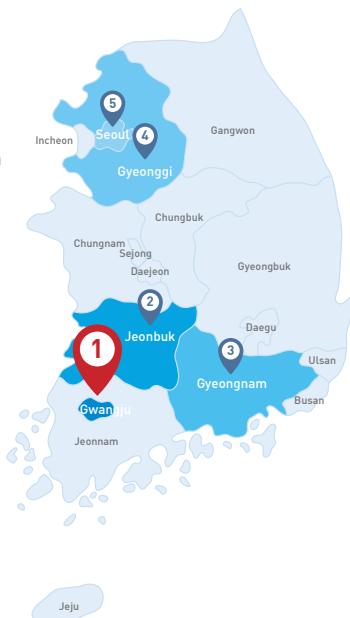 5
Seoul
4
Incheon
Gangwon
Gyeonggi
Chungbuk
Chungnam
Sejong
Daejeon
Gyeongbuk
2
Daegu
Jeonbuk
1
3
Ulsan
Gyeongnam
Busan
Gwangju
Jeonnam
Jeju